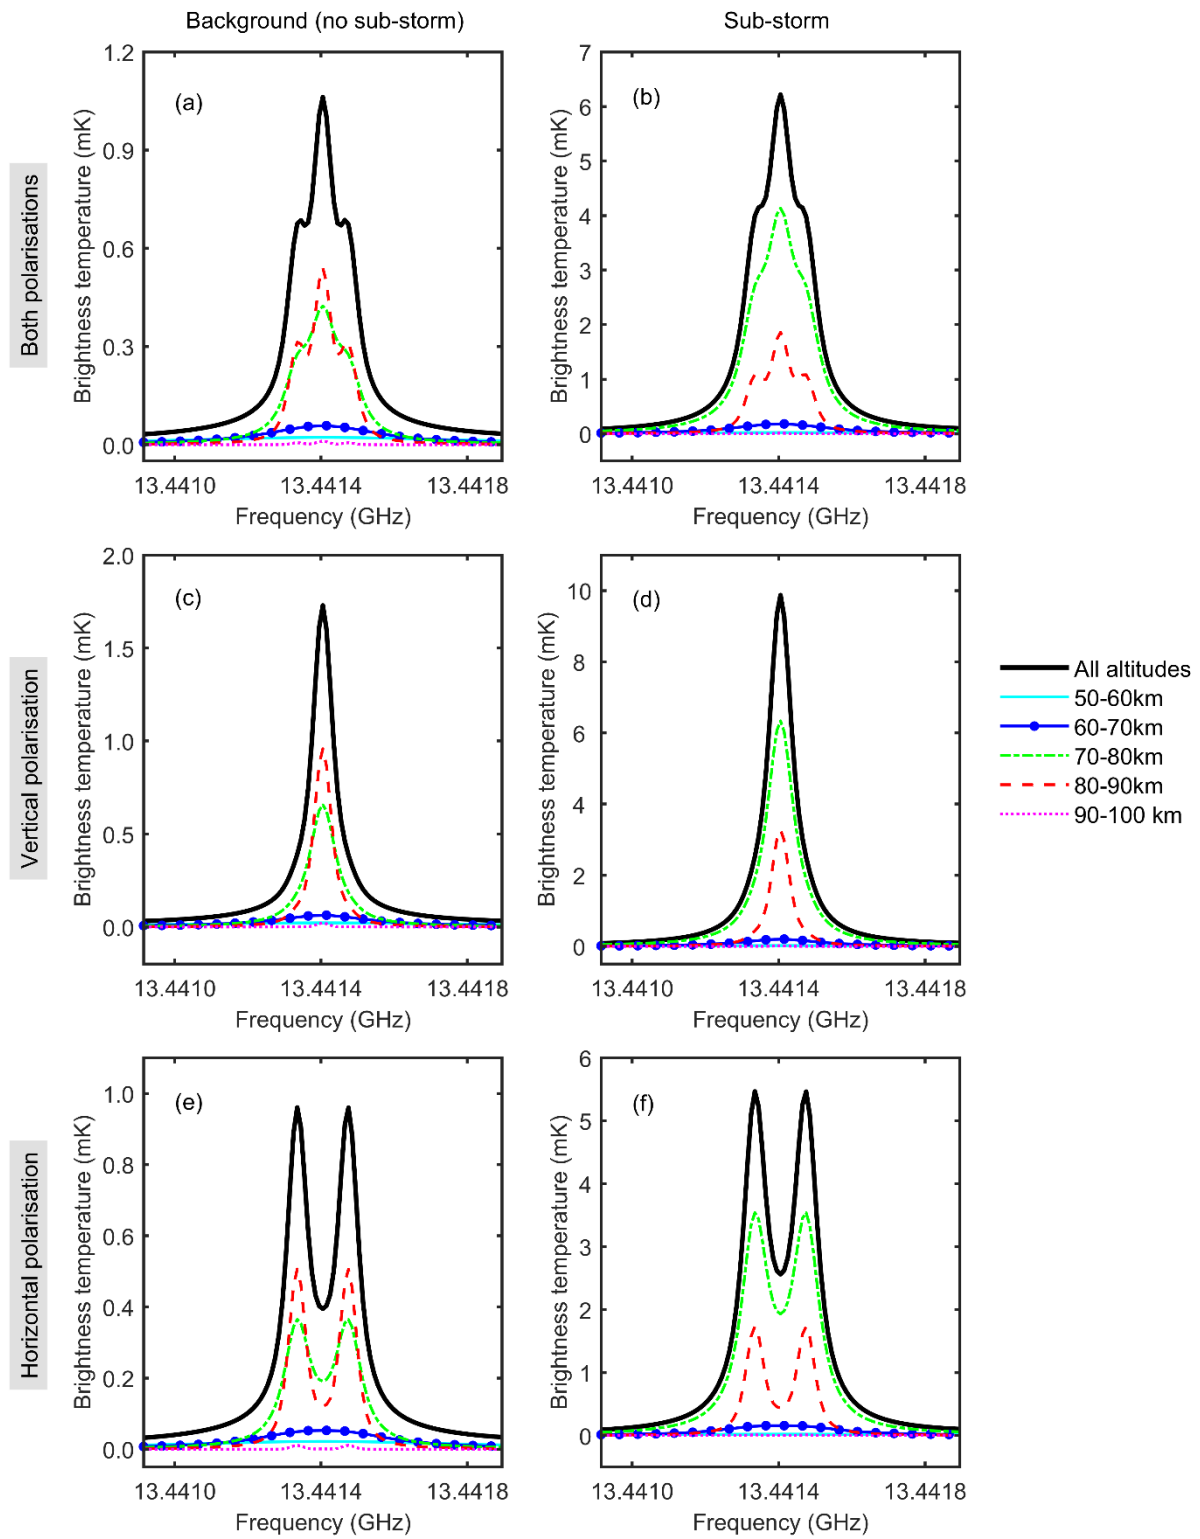 Background (no sub-storm)
Sub-storm
Both polarisations
Brightness temperature (mK)
1.2
0.9
0.6
0.3
0.0
(a)
13.4410
13.4414
13.4418
Frequency (GHz)
Brightness temperature (mK)
7
6
5
4
3
2
1
0
(b)
13.4410
13.4414
13.4418
Frequency (GHz)
Vertical polarisation
Brightness temperature (mK)
2.0
1.5
1.0
0.5
0.0
(c)
13.4410
13.4414
13.4418
Frequency (GHz)
Brightness temperature (mK)
10
8
6
4
2
0
(d)
13.4410
13.4414
13.4418
Frequency (GHz)
All altitudes
50-60km
60-70km
70-80km
80-90km
90-100 km
Horizontal polarisation
Brightness temperature (mK)
1.0
0.8
0.6
0.4
0.2
0.0
(e)
13.4410
13.4414
13.4418
Frequency (GHz)
Brightness temperature (mK)
6
5
4
3
2
1
0
(f)
13.4410
13.4414
13.4418
Frequency (GHz)